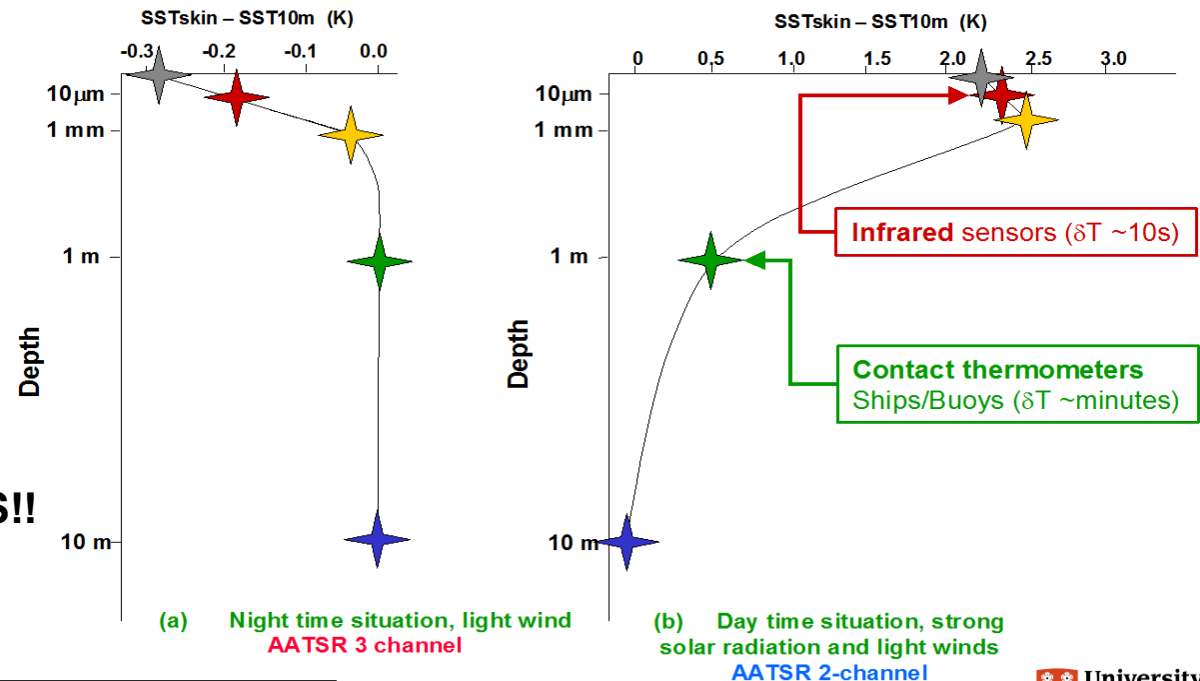 SSTskin – SST10m (K)
-0.3 -0.2 -0.1 0.0
10μm
1 mm
1 m
10 m
Depth
S!!
(a) Night time situation, light wind
AATSR 3 channel
SSTskin – SST10m (K)
0 0.5 1.0 1.5 2.0 2.5 3.0
10μm
1 mm
1 m
10 m
Depth
Infrared sensors (δT ~10s)
Contact thermometers
Ships/Buoys (δT ~minutes)
(b) Day time situation, strong
solar radiation and light winds
AATSR 2-channel
University